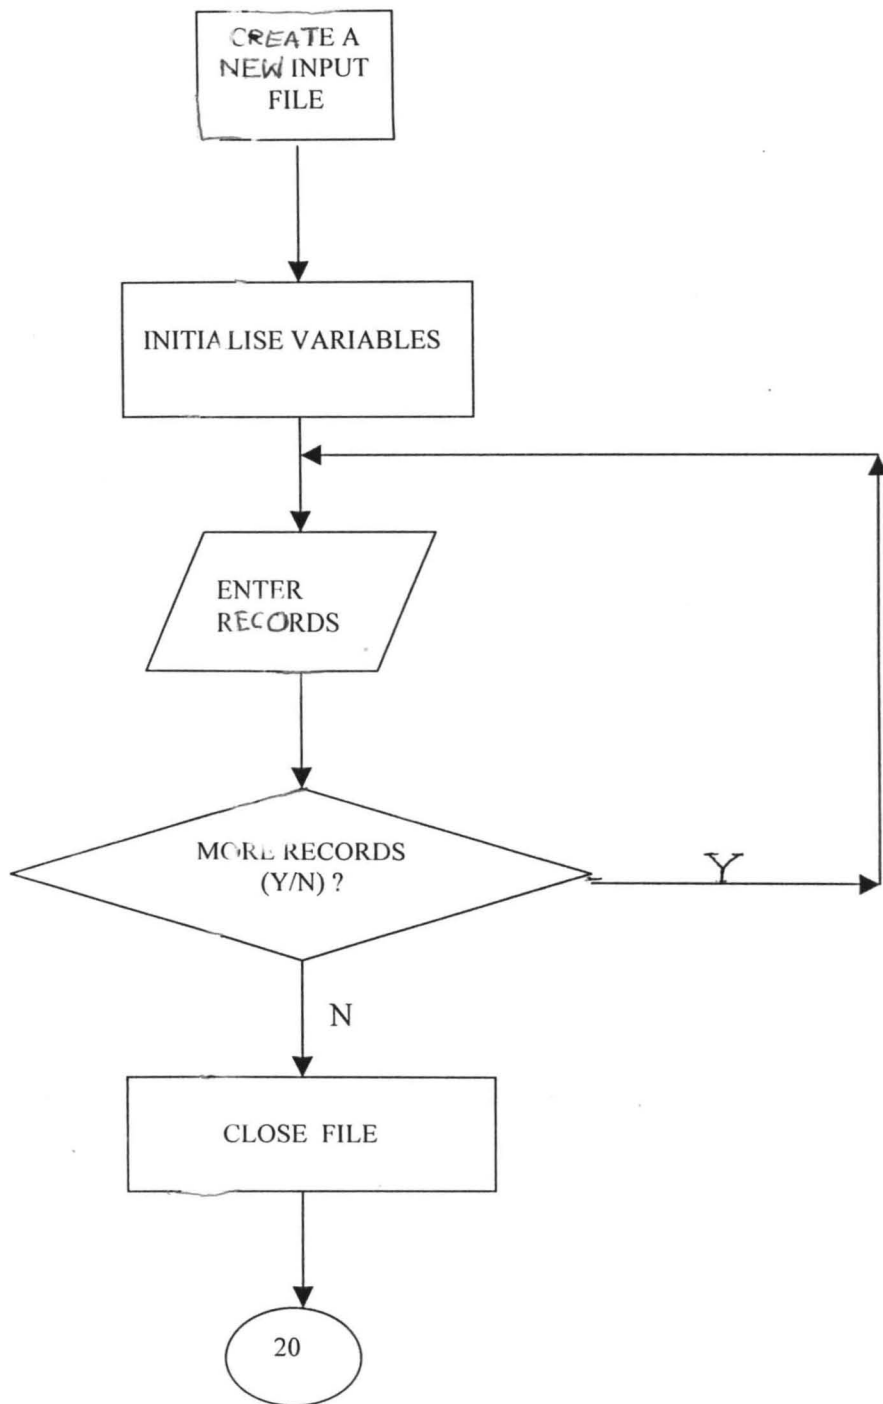 CREATE A
NEW INPUT
FILE
INITIALISE VARIABLES
ENTER
RECORDS
MORE RECORDS
(Y/N) ?
Y
N
CLOSE FILE
20